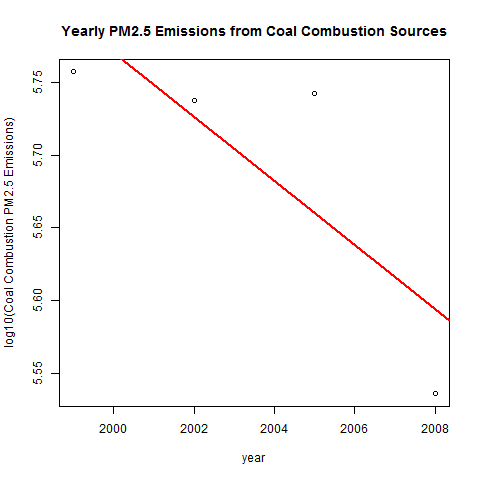 Yearly PM2.5 Emissions from Coal Combustion Sources
log10(Coal Combustion PM2.5 Emissions)
5.75
5.70
5.65
5.60
5.55
2000 2002 2004 2006 2008
year